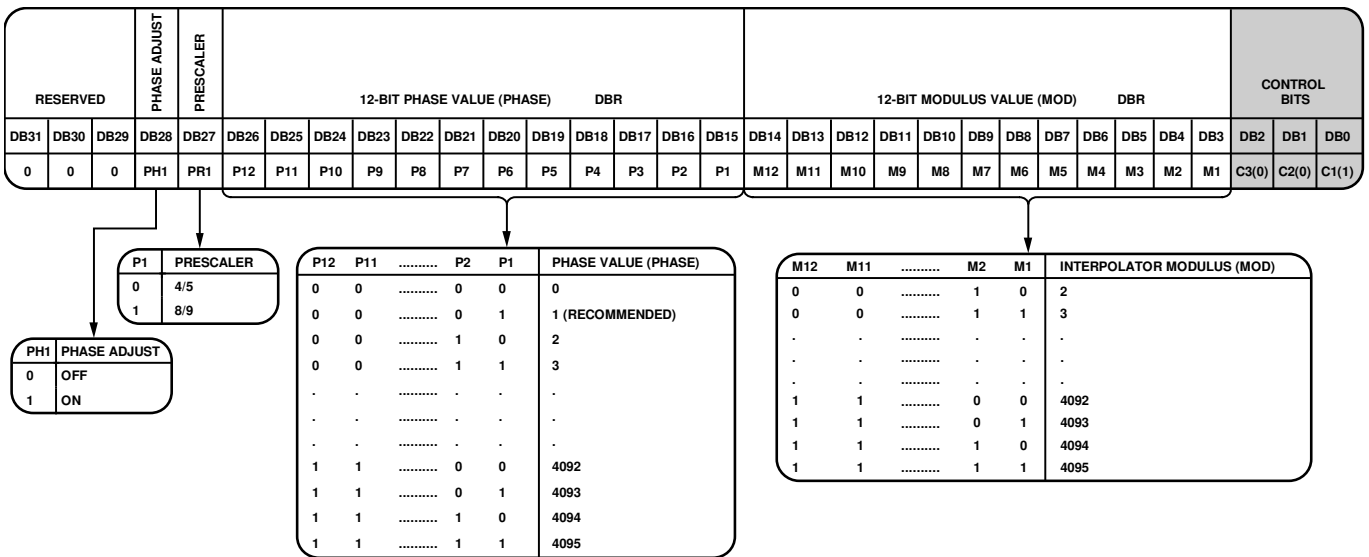 RESERVED PHASE ADJUST PRESCALER 12-BIT PHASE VALUE (PHASE) DBR 12-BIT MODULUS VALUE (MOD) DBR CONTROL BITS
DB31 DB30 DB29 DB28 DB27 DB26 DB25 DB24 DB23 DB22 DB21 DB20 DB19 DB18 DB17 DB16 DB15 DB14 DB13 DB12 DB11 DB10 DB9 DB8 DB7 DB6 DB5 DB4 DB3 DB2 DB1 DB0
0 0 0 PH1 PR1 P12 P11 P10 P9 P8 P7 P6 P5 P4 P3 P2 P1 M12 M11 M10 M9 M8 M7 M6 M5 M4 M3 M2 M1 C3(0) C2(0) C1(1)
P1 PRESCALER
0 4/5
1 8/9
PH1 PHASE ADJUST
0 OFF
1 ON
P12 P11 .......... P2 P1 PHASE VALUE (PHASE)
0 0 .......... 0 0 0
0 0 .......... 0 1 1 (RECOMMENDED)
0 0 .......... 1 0 2
0 0 .......... 1 1 3
. . .......... . . .
. . .......... . . .
. . .......... . . .
1 1 .......... 0 0 4092
1 1 .......... 0 1 4093
1 1 .......... 1 0 4094
1 1 .......... 1 1 4095
M12 M11 .......... M2 M1 INTERPOLATOR MODULUS (MOD)
0 0 .......... 1 0 2
0 0 .......... 1 1 3
. . .......... . . .
. . .......... . . .
. . .......... . . .
1 1 .......... 0 0 4092
1 1 .......... 0 1 4093
1 1 .......... 1 0 4094
1 1 .......... 1 1 4095